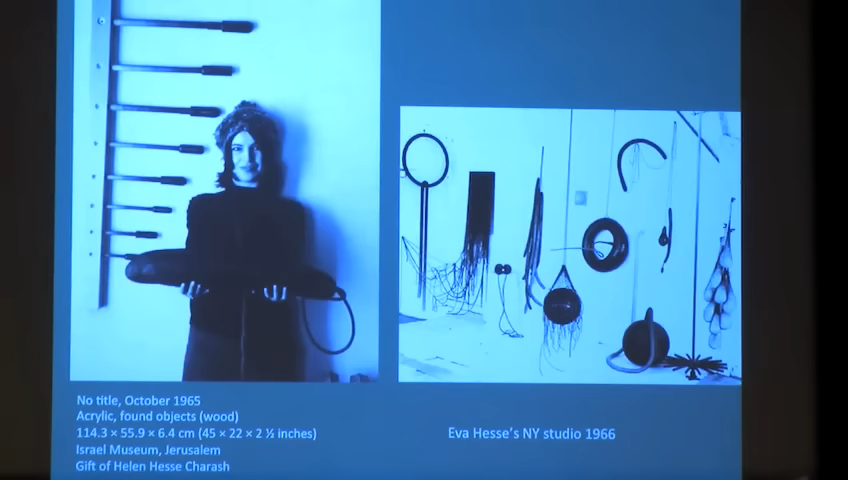 No title, October 1965
Acrylic, found objects (wood)
114.3 × 55.9 × 6.4 cm (45 × 22 × 2 ½ inches)
Israel Museum, Jerusalem
Gift of Helen Hesse Charash
Eva Hesse's NY studio 1966